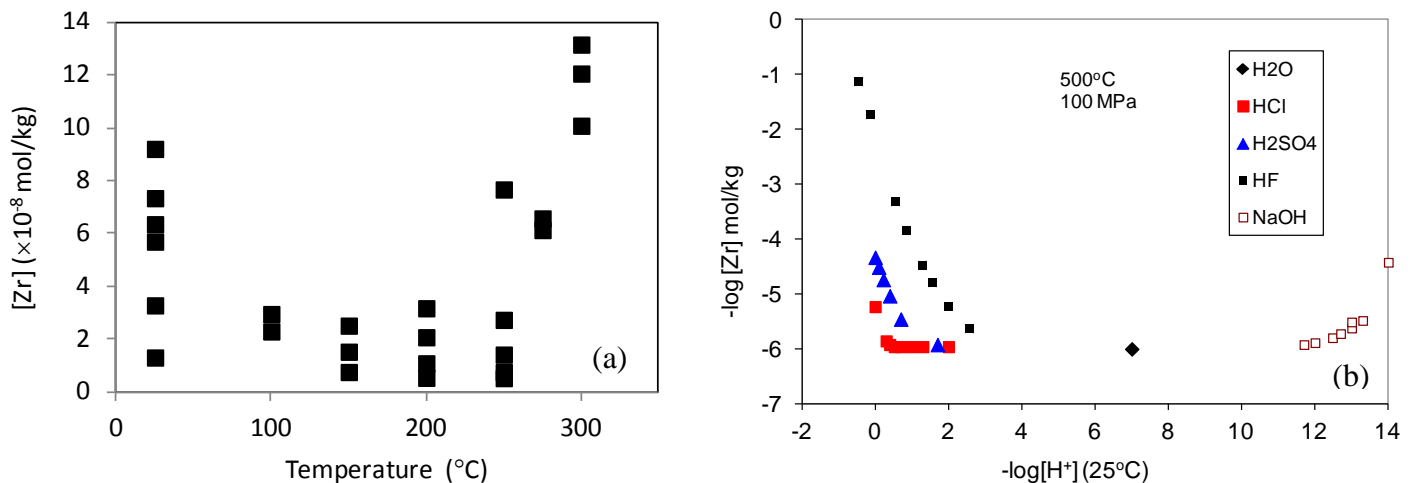 14
12
10
8
6
4
2
0
[Zr] (×10-8 mol/kg)
(a)
0
100
200
300
Temperature (°C)
0
-1
-2
-3
-4
-5
-6
-7
-log [Zr] mol/kg
500oC
100 MPa
H2O
HCl
H2SO4
HF
NaOH
(b)
-2
0
2
4
6
8
10
12
14
-log[H+] (25°C)